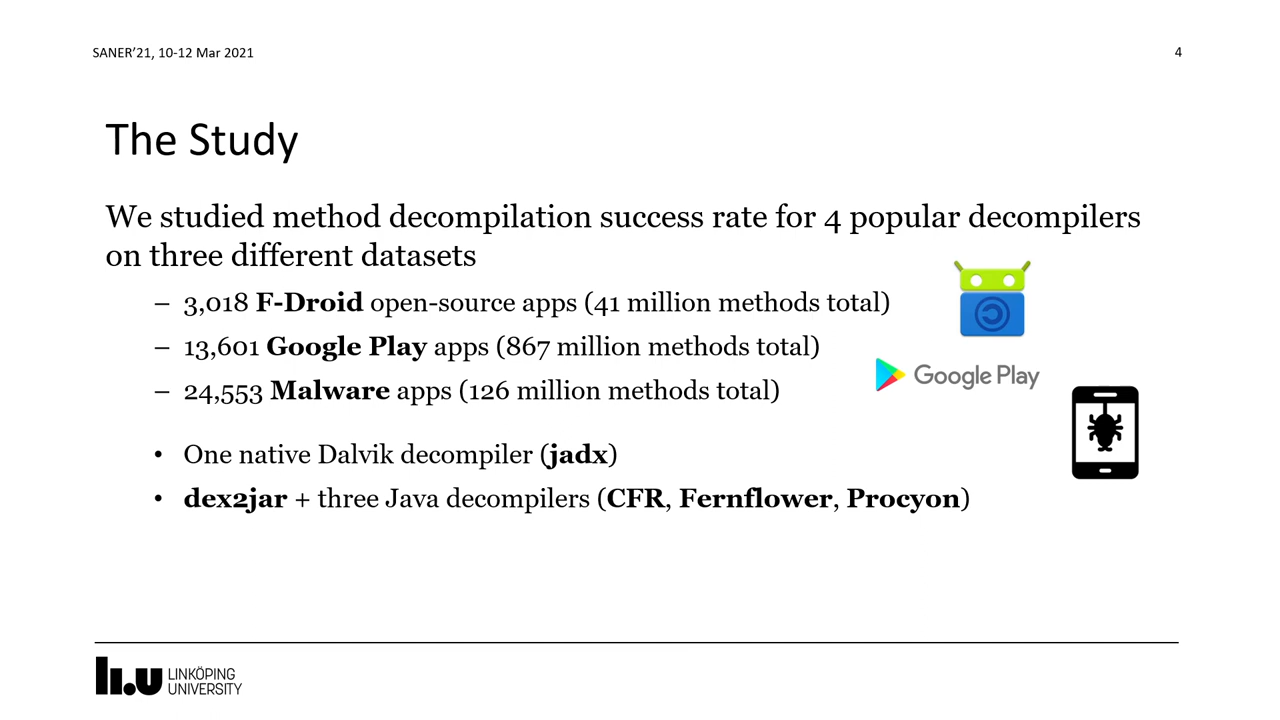 SANER’21, 10-12 Mar 2021
4
The Study
We studied method decompilation success rate for 4 popular decompilers
on three different datasets
– 3,018 F-Droid open-source apps (41 million methods total)
– 13,601 Google Play apps (867 million methods total)
– 24,553 Malware apps (126 million methods total)
Google Play
• One native Dalvik decompiler (jadx)
• dex2jar + three Java decompilers (CFR, Fernflower, Procyon)
li.u LINKÖPING
UNIVERSITY